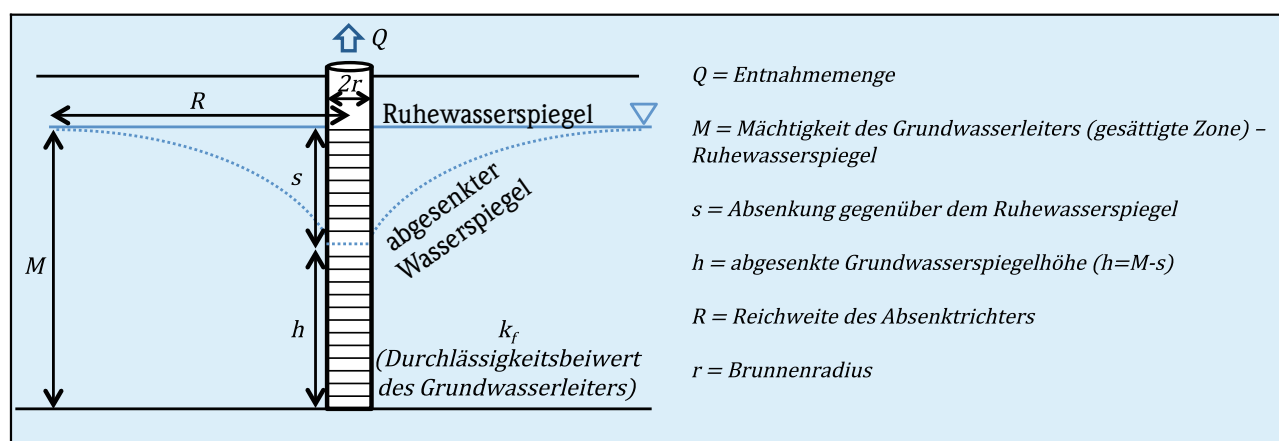 Q
2r
R
Ruhewasserspiegel
s
abgesenkter
Wasserspiegel
M
h
k_f
(Durchlässigkeitsbeiwert
des Grundwasserleiters)
Q = Entnahmemenge
M = Mächtigkeit des Grundwasserleiters (gesättigte Zone) –
Ruhewasserspiegel
s = Absenkung gegenüber dem Ruhewasserspiegel
h = abgesenkte Grundwasserspiegelhöhe (h=M-s)
R = Reichweite des Absenktrichters
r = Brunnenradius